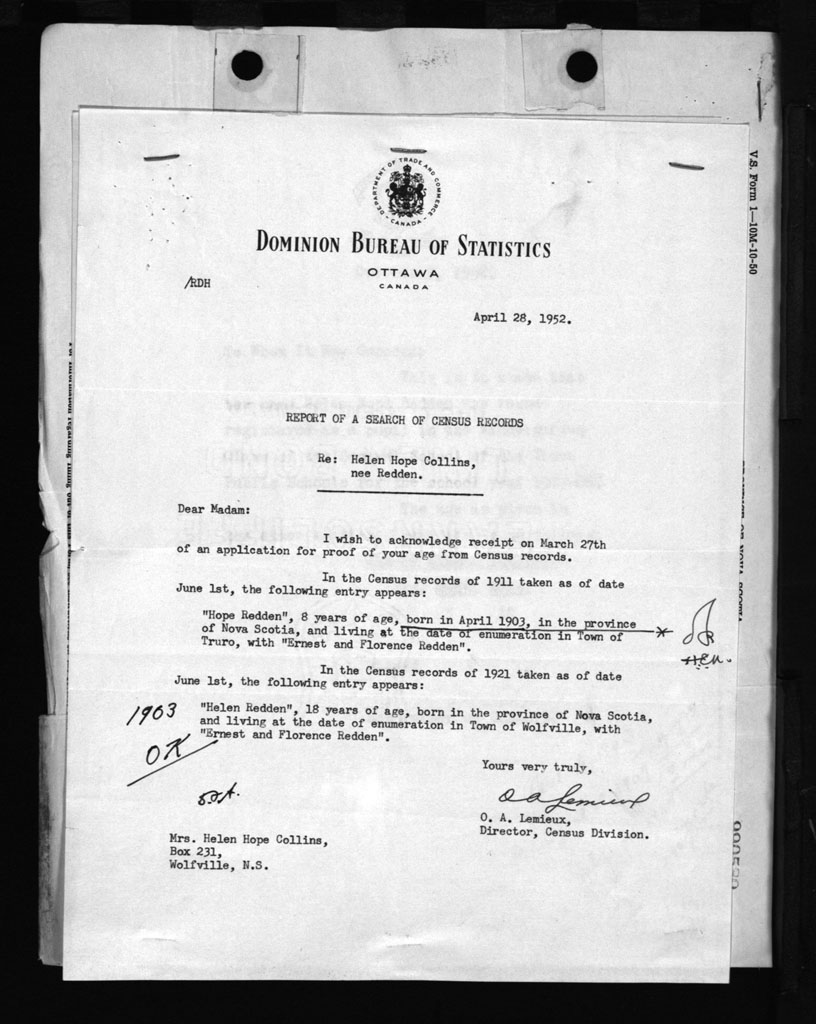 DEPARTMENT OF TRADE AND COMMERCE
- CANADA -
V.S. Form 1—10M-10-50
DOMINION BUREAU OF STATISTICS
OTTAWA
CANADA
/RDH
April 28, 1952.
To Whom It May Concern:
REPORT OF A SEARCH OF CENSUS RECORDS
Re: Helen Hope Collins,
nee Redden.
Dear Madam:
I wish to acknowledge receipt on March 27th
of an application for proof of your age from Census records.
In the Census records of 1911 taken as of date
June 1st, the following entry appears:
"Hope Redden", 8 years of age, born in April 1903, in the province
of Nova Scotia, and living at the date of enumeration in Town of
Truro, with "Ernest and Florence Redden".
In the Census records of 1921 taken as of date
June 1st, the following entry appears:
1903 "Helen Redden", 18 years of age, born in the province of Nova Scotia,
and living at the date of enumeration in Town of Wolfville, with
"Ernest and Florence Redden".
OK
Yours very truly,
O A Lemieux
O. A. Lemieux,
Director, Census Division.
Mrs. Helen Hope Collins,
Box 231,
Wolfville, N.S.